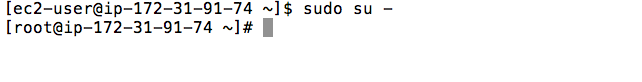 [ec2-user@ip-172-31-91-74 ~]$ sudo su -
[root@ip-172-31-91-74 ~]#